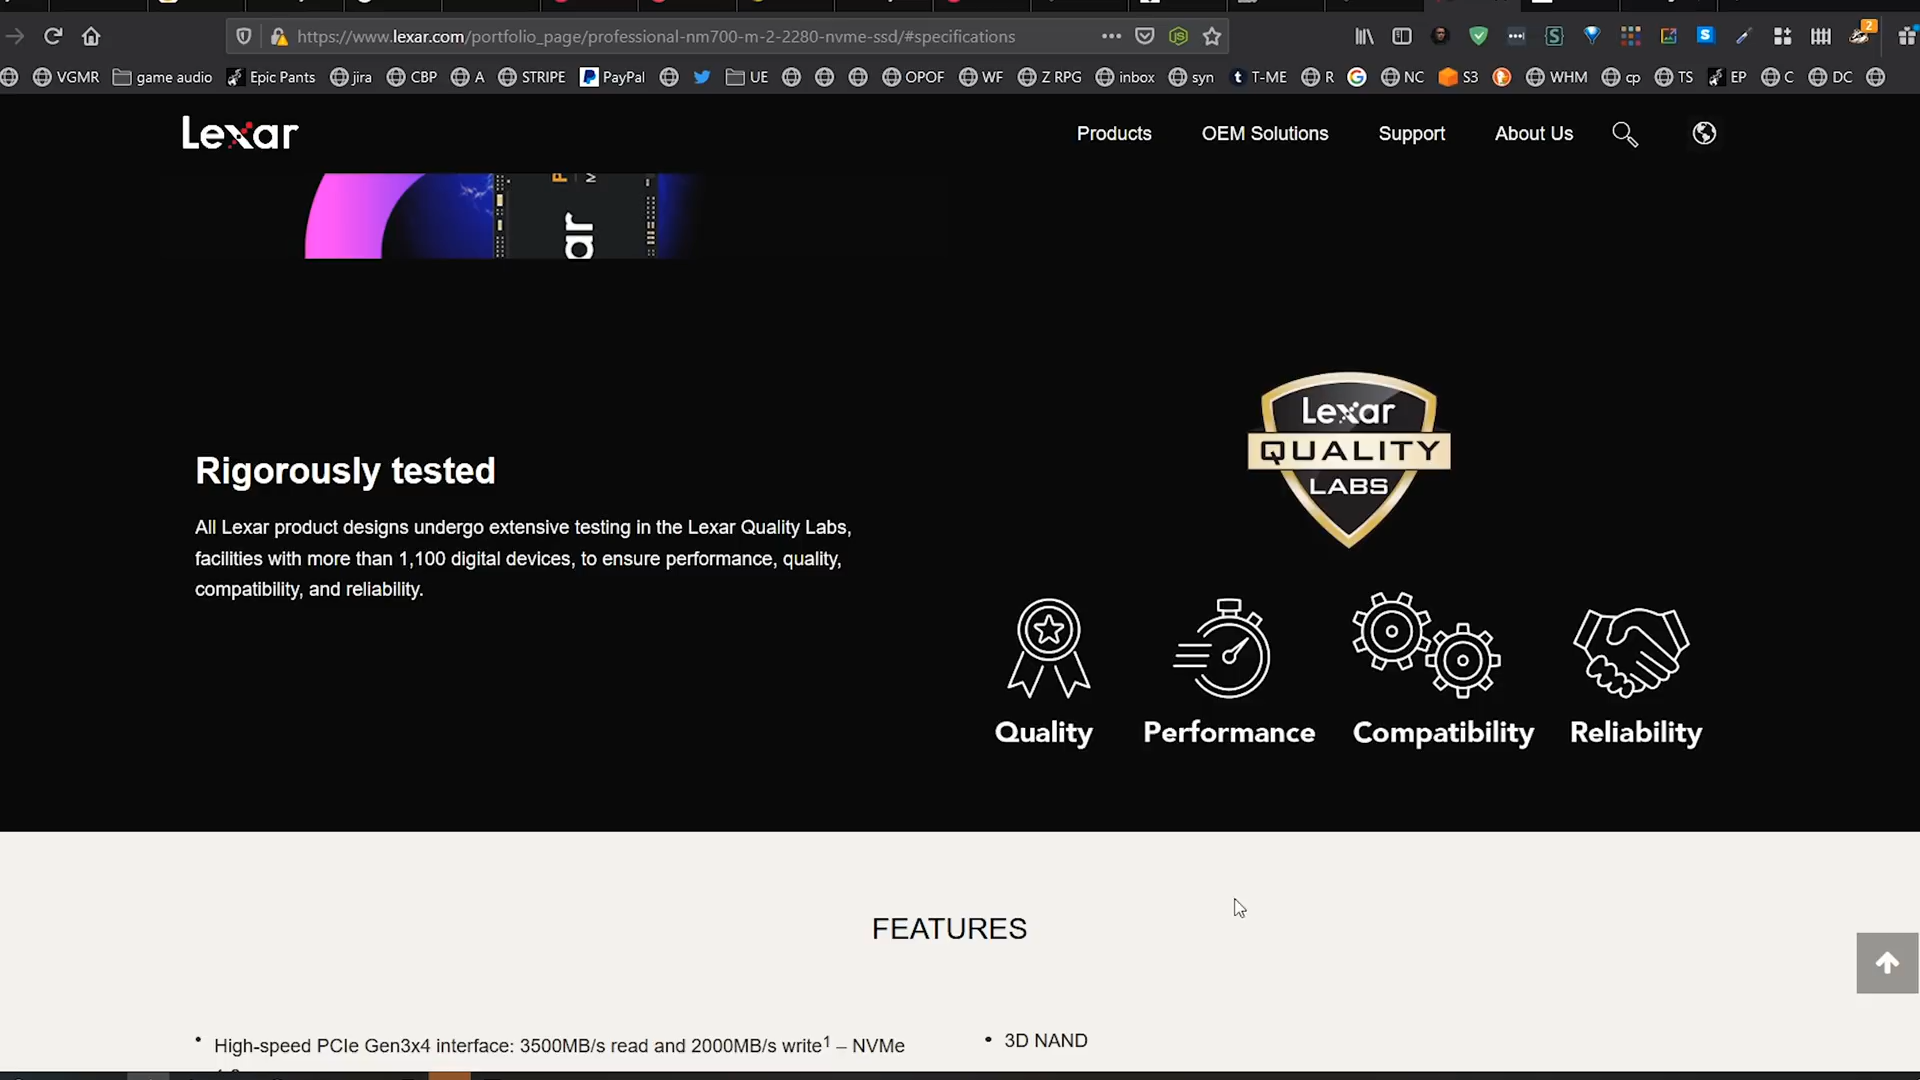 https://www.lexar.com/portfolio_page/professional-nm700-m-2-2280-nvme-ssd/#specifications
2
VGMR game audio Epic Pants jira CBP A STRIPE PayPal UE OPOF WF Z RPG inbox syn T-ME R NC S3 WHM cp TS EP C DC
Lexar Products OEM Solutions Support About Us
ar
Lexar
QUALITY
LABS
Rigorously tested
All Lexar product designs undergo extensive testing in the Lexar Quality Labs,
facilities with more than 1,100 digital devices, to ensure performance, quality,
compatibility, and reliability.
Quality Performance Compatibility Reliability
FEATURES
• High-speed PCIe Gen3x4 interface: 3500MB/s read and 2000MB/s write1 – NVMe
• 3D NAND